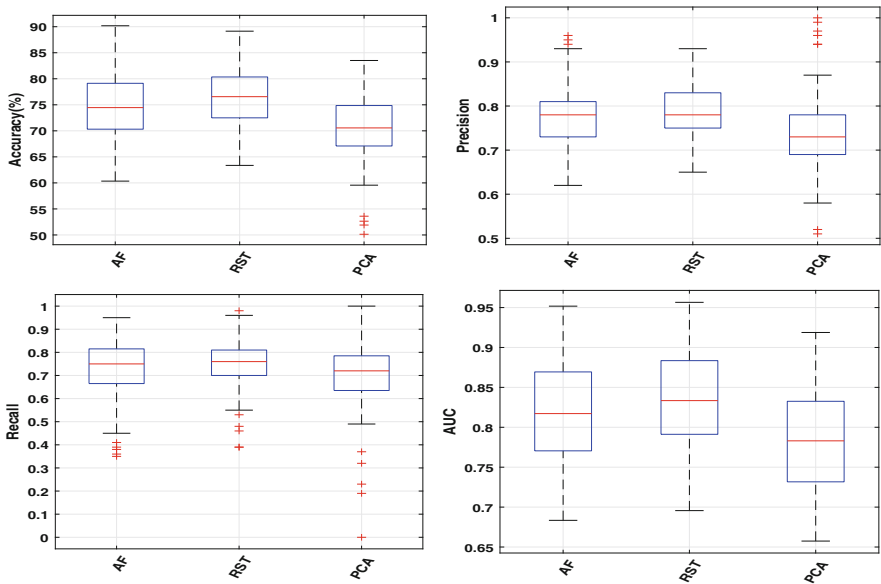 Accuracy(%)
90
85
80
75
70
65
60
55
50
AF
RST
PCA
Precision
1
0.9
0.8
0.7
0.6
0.5
AF
RST
PCA
Recall
1
0.9
0.8
0.7
0.6
0.5
0.4
0.3
0.2
0.1
0
AF
RST
PCA
AUC
0.95
0.9
0.85
0.8
0.75
0.7
0.65
AF
RST
PCA